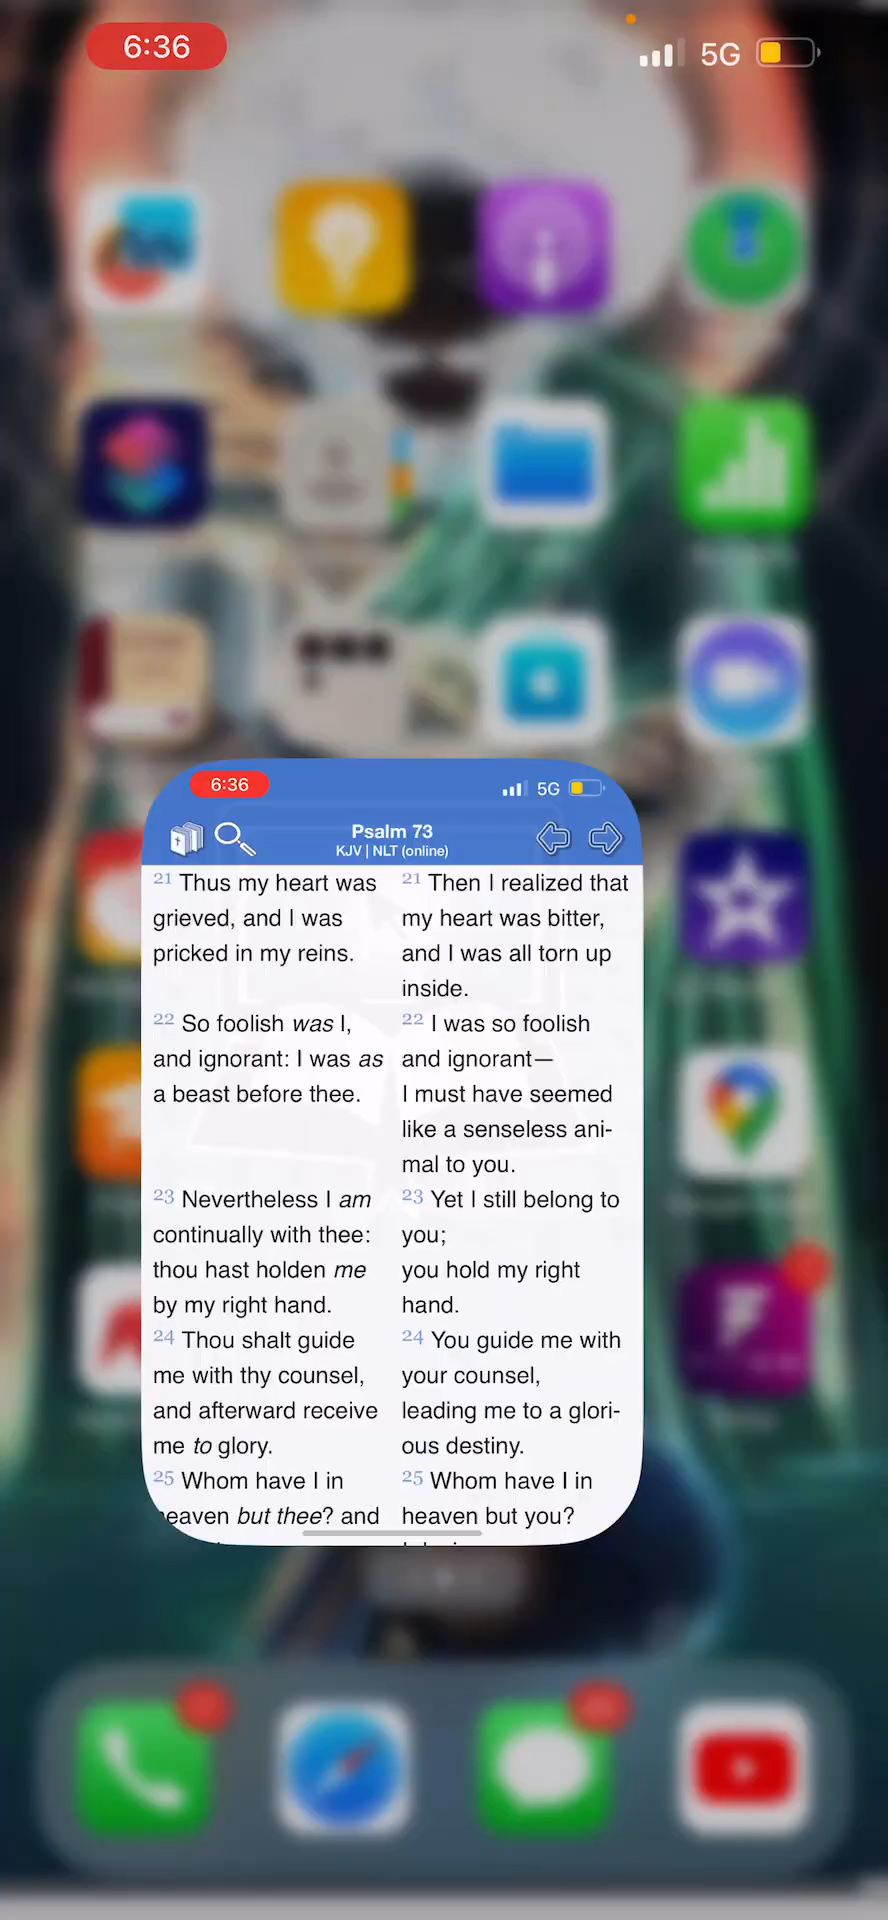 6:36
5G
6:36
5G
Psalm 73
KJV | NLT (online)
21 Thus my heart was
grieved, and I was
pricked in my reins.
22 So foolish was I,
and ignorant: I was as
a beast before thee.
23 Nevertheless I am
continually with thee:
thou hast holden me
by my right hand.
24 Thou shalt guide
me with thy counsel,
and afterward receive
me to glory.
25 Whom have I in
heaven but thee? and
21 Then I realized that
my heart was bitter,
and I was all torn up
inside.
22 I was so foolish
and ignorant—
I must have seemed
like a senseless ani-
mal to you.
23 Yet I still belong to
you;
you hold my right
hand.
24 You guide me with
your counsel,
leading me to a glori-
ous destiny.
25 Whom have I in
heaven but you?